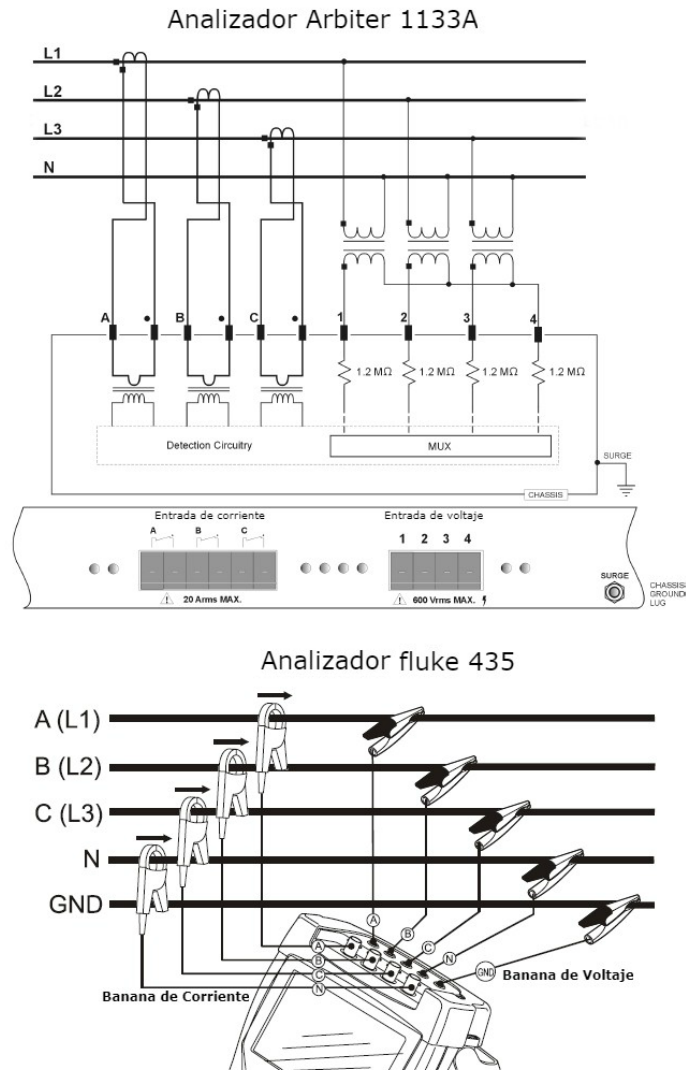 Analizador Arbiter 1133A
L1
L2
L3
N
A
B
C
1
2
3
4
1.2 MΩ
1.2 MΩ
1.2 MΩ
1.2 MΩ
Detection Circuitry
MUX
SURGE
CHASSIS
Entrada de corriente
Entrada de voltaje
A B C
1 2 3 4
20 Arms MAX.
600 Vrms MAX.
SURGE
CHASSIS
GROUND
LUG
Analizador fluke 435
A (L1)
B (L2)
C (L3)
N
GND
A
B
C
N
GND
Banana de Voltaje
A
B
C
N
Banana de Corriente